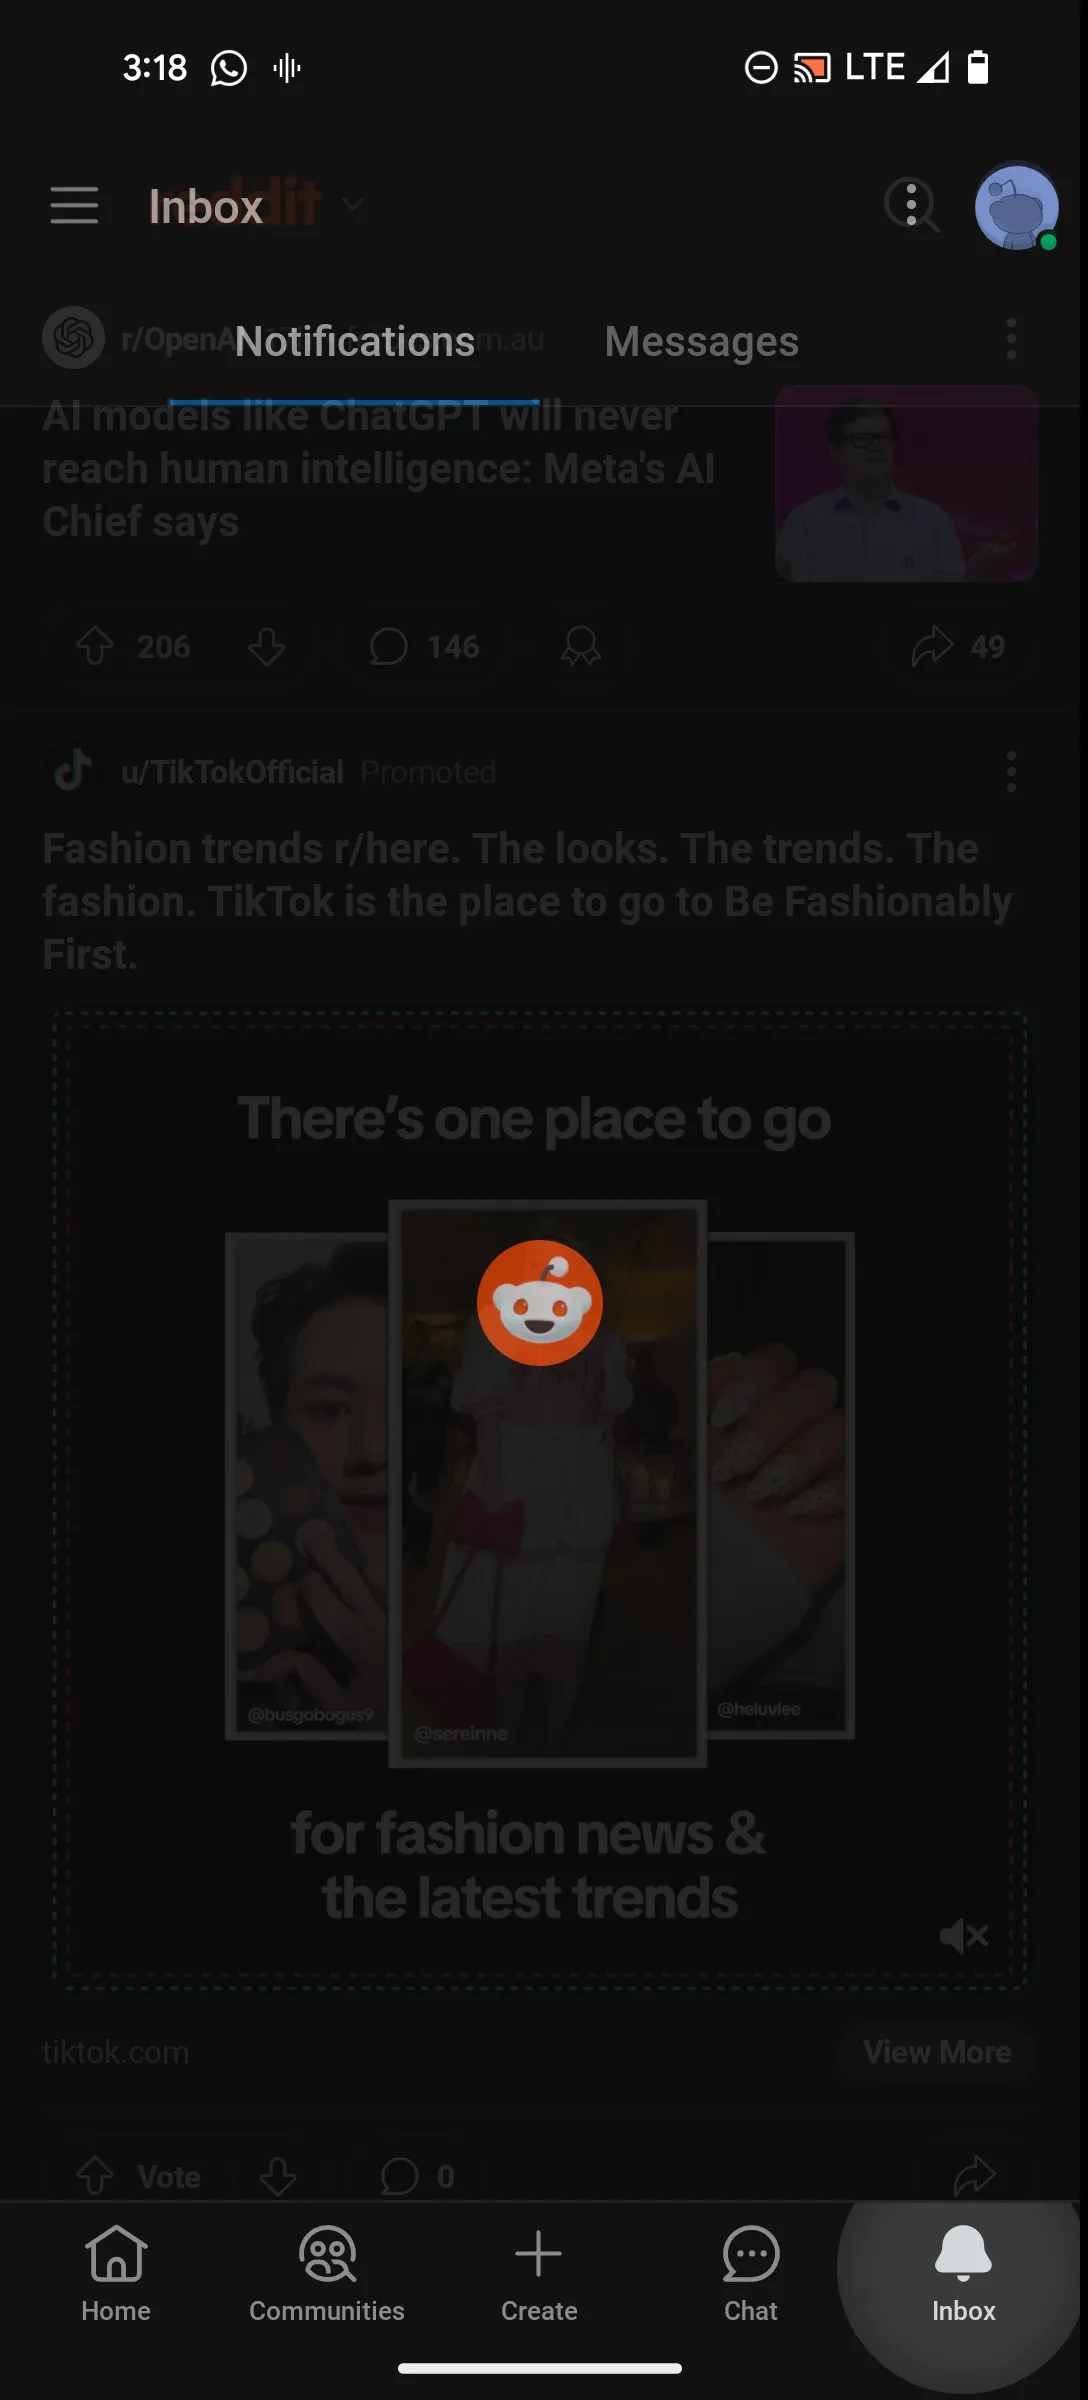 3:18
LTE
Inbox
reddit
r/OpenA
m.au
Notifications
Messages
AI models like ChatGPT will never
reach human intelligence: Meta's AI
Chief says
206
146
49
u/TikTokOfficial Promoted
Fashion trends r/here. The looks. The trends. The
fashion. TikTok is the place to go to Be Fashionably
First.
There's one place to go
@busgobogus9
@sereinne
@heluviee
for fashion news &
the latest trends
tiktok.com
View More
Vote
0
Home
Communities
Create
Chat
Inbox